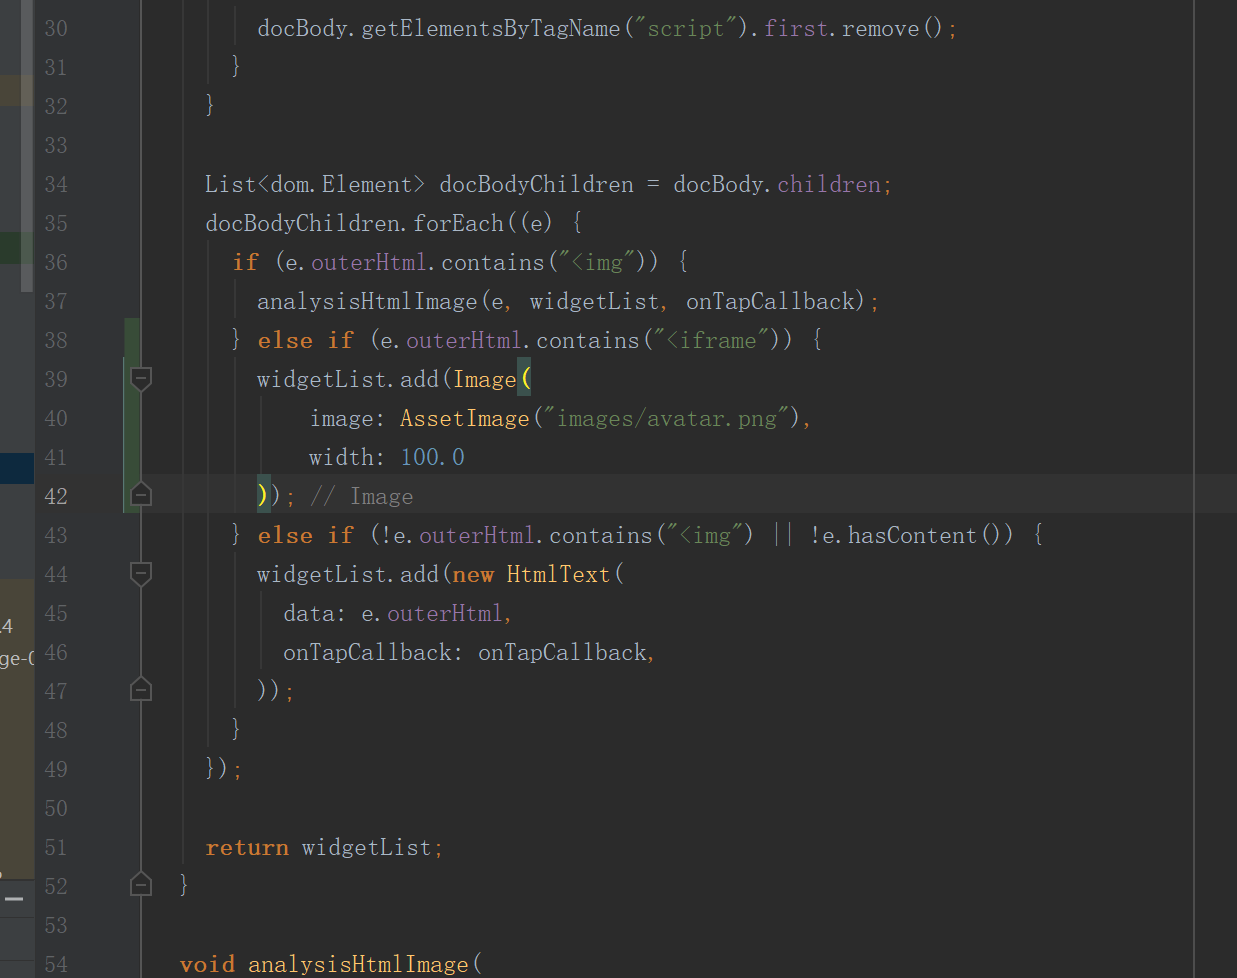 30 docBody.getElementsByTagName("script").first.remove();
31 }
32 }
33
34 List<dom.Element> docBodyChildren = docBody.children;
35 docBodyChildren.forEach((e) {
36 if (e.outerHtml.contains("<img")) {
37 analysisHtmlImage(e, widgetList, onTapCallback);
38 } else if (e.outerHtml.contains("<iframe")) {
39 widgetList.add(Image(
40 image: AssetImage("images/avatar.png"),
41 width: 100.0
42 )); // Image
43 } else if (!e.outerHtml.contains("<img") || !e.hasContent()) {
44 widgetList.add(new HtmlText(
45 data: e.outerHtml,
.4
46 onTapCallback: onTapCallback,
ge-0
47 ));
48 }
49 });
50
51 return widgetList;
52 }
53
54 void analysisHtmlImage(